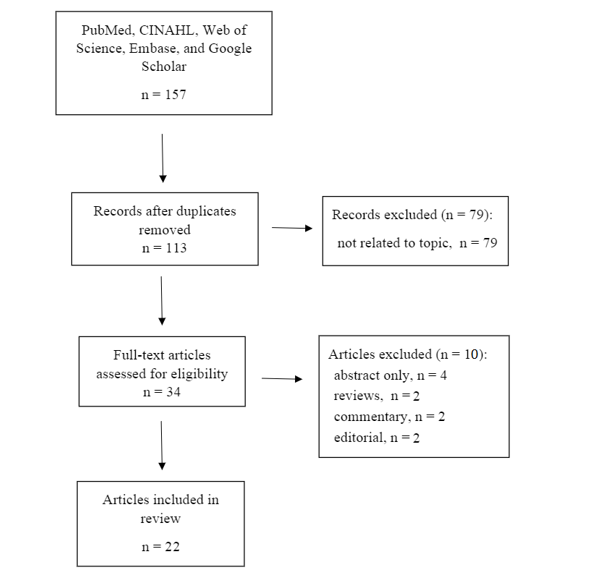 PubMed, CINAHL, Web of
Science, Embase, and Google
Scholar
n = 157
Records after duplicates
removed
n = 113
Records excluded (n = 79):
not related to topic, n = 79
Full-text articles
assessed for eligibility
n = 34
Articles excluded (n = 10):
abstract only, n = 4
reviews, n = 2
commentary, n = 2
editorial, n = 2
Articles included in
review
n = 22